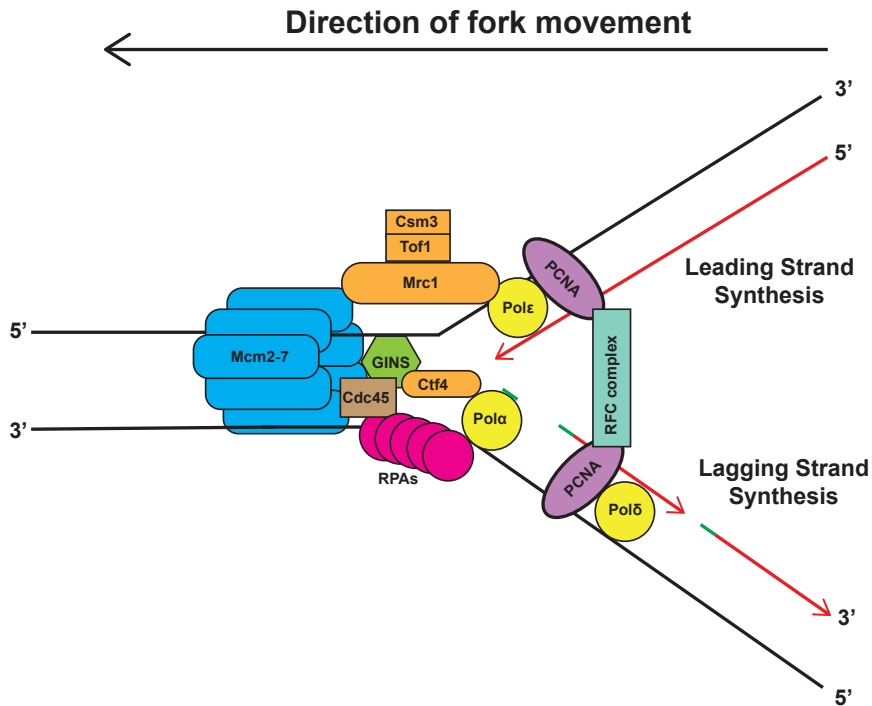 Direction of fork movement
3’
5’
Csm3
Tof1
Mrc1
PCNA
Polε
Leading Strand
Synthesis
5’
Mcm2-7
GINS
Ctf4
Cdc45
RFC complex
3’
Polα
RPAs
PCNA
Polδ
Lagging Strand
Synthesis
3’
5’